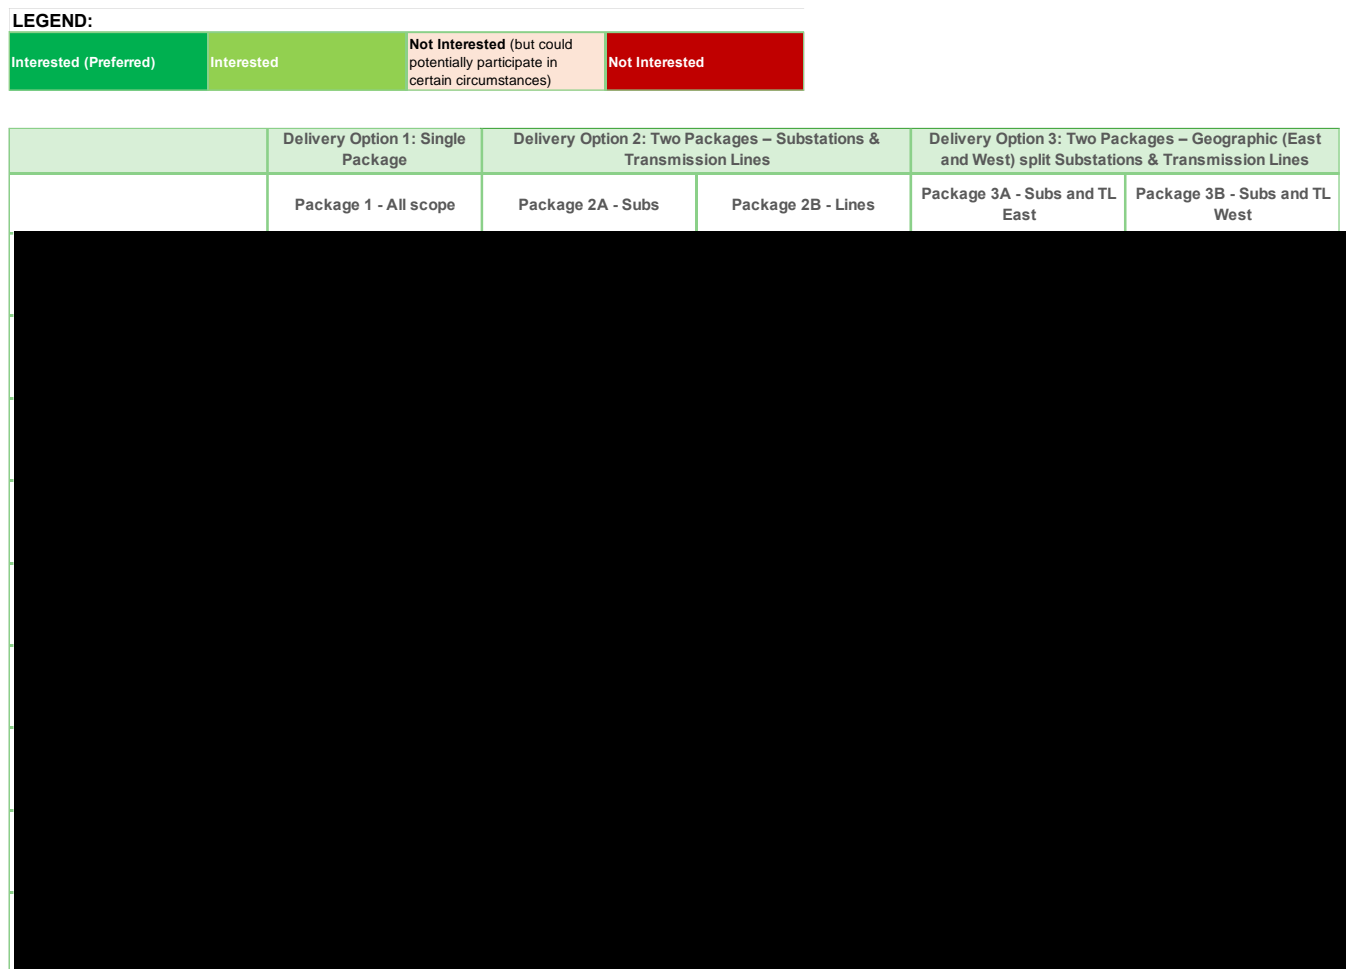 LEGEND:
Interested (Preferred)
Interested
Not Interested (but could
potentially participate in
certain circumstances)
Not Interested
Delivery Option 1: Single
Package
Delivery Option 2: Two Packages – Substations &
Transmission Lines
Delivery Option 3: Two Packages – Geographic (East
and West) split Substations & Transmission Lines
Package 1 - All scope
Package 2A - Subs
Package 2B - Lines
Package 3A - Subs and TL
East
Package 3B - Subs and TL
West